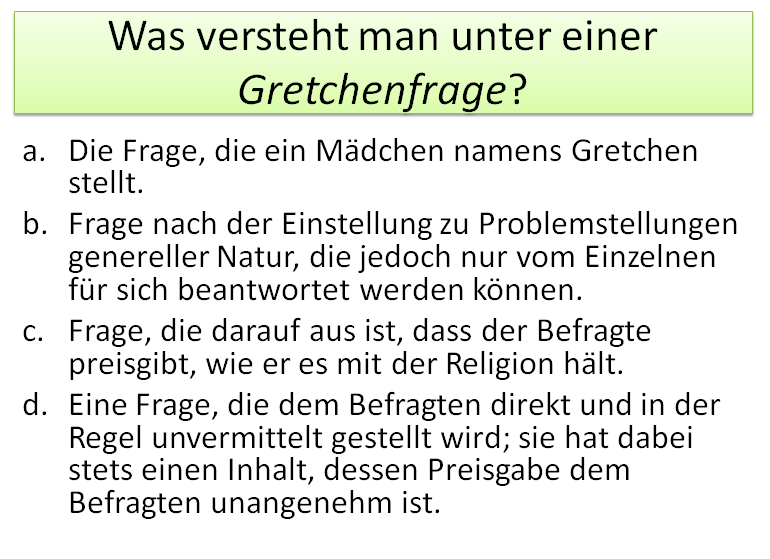 Was versteht man unter einer
Gretchenfrage?
a. Die Frage, die ein Mädchen namens Gretchen
stellt.
b. Frage nach der Einstellung zu Problemstellungen
genereller Natur, die jedoch nur vom Einzelnen
für sich beantwortet werden können.
c. Frage, die darauf aus ist, dass der Befragte
preisgibt, wie er es mit der Religion hält.
d. Eine Frage, die dem Befragten direkt und in der
Regel unvermittelt gestellt wird; sie hat dabei
stets einen Inhalt, dessen Preisgabe dem
Befragten unangenehm ist.